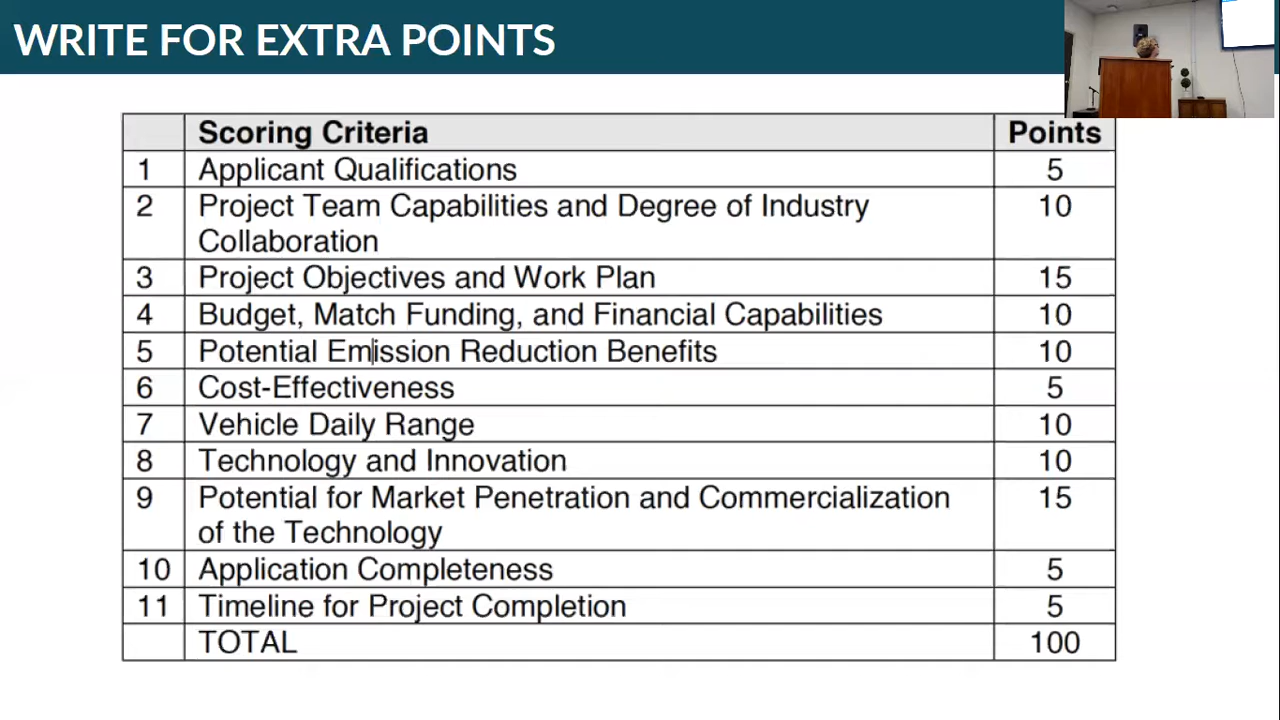 WRITE FOR EXTRA POINTS
Scoring Criteria Points
1 Applicant Qualifications 5
2 Project Team Capabilities and Degree of Industry 10
Collaboration
3 Project Objectives and Work Plan 15
4 Budget, Match Funding, and Financial Capabilities 10
5 Potential Emission Reduction Benefits 10
6 Cost-Effectiveness 5
7 Vehicle Daily Range 10
8 Technology and Innovation 10
9 Potential for Market Penetration and Commercialization 15
of the Technology
10 Application Completeness 5
11 Timeline for Project Completion 5
TOTAL 100